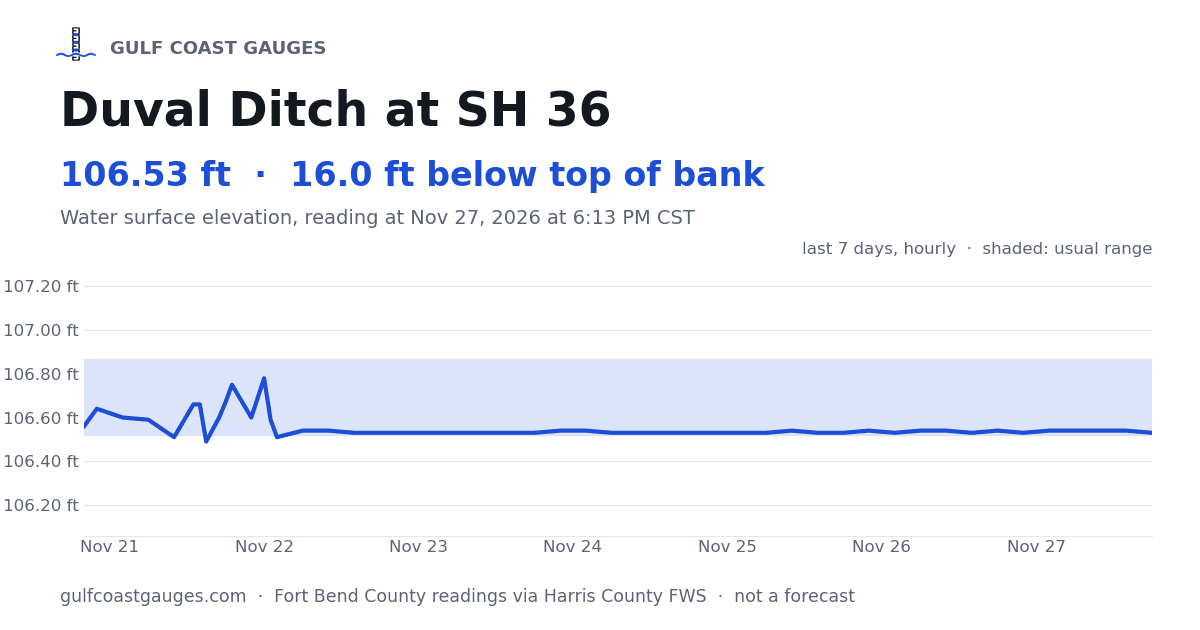 GULF COAST GAUGES
Duval Ditch at SH 36
106.53 ft · 16.0 ft below top of bank
Water surface elevation, reading at Nov 27, 2026 at 6:13 PM CST
last 7 days, hourly · shaded: usual range
107.20 ft
107.00 ft
106.80 ft
106.60 ft
106.40 ft
106.20 ft
Nov 21 Nov 22 Nov 23 Nov 24 Nov 25 Nov 26 Nov 27
gulfcoastgauges.com · Fort Bend County readings via Harris County FWS · not a forecast